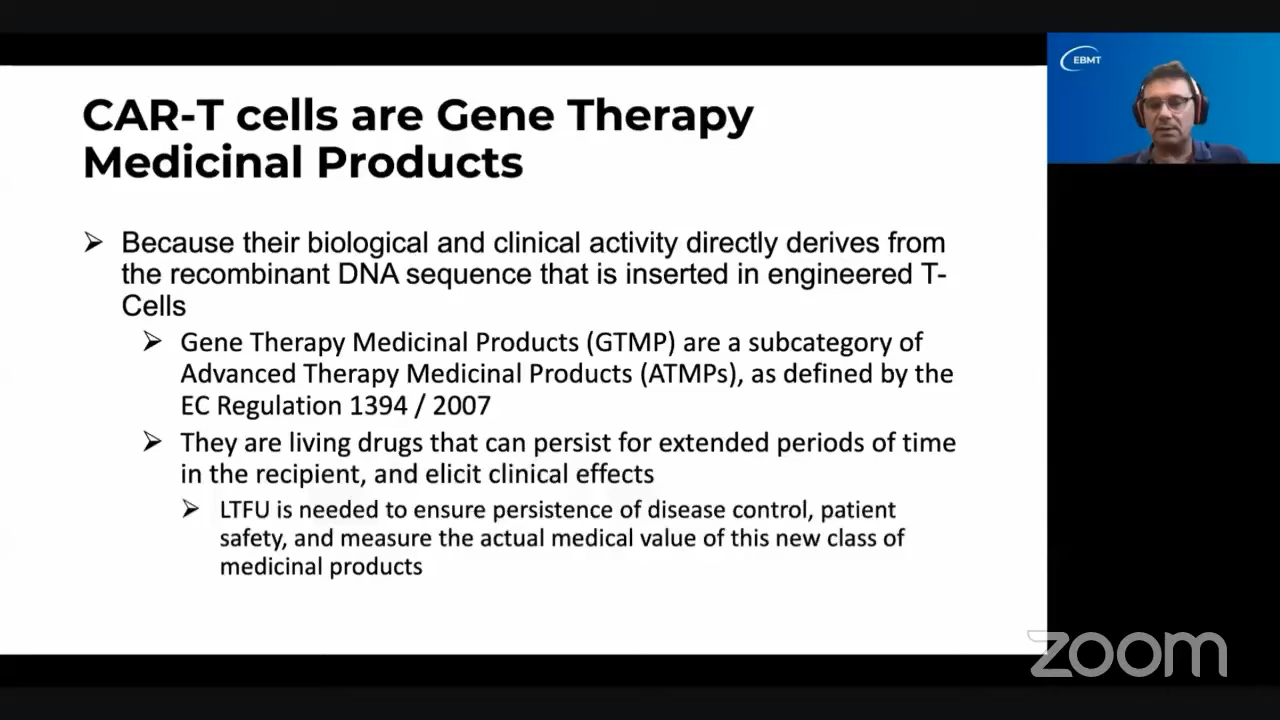 CAR-T cells are Gene Therapy
Medicinal Products
➢ Because their biological and clinical activity directly derives from
the recombinant DNA sequence that is inserted in engineered T-
Cells
➢ Gene Therapy Medicinal Products (GTMP) are a subcategory of
Advanced Therapy Medicinal Products (ATMPs), as defined by the
EC Regulation 1394 / 2007
➢ They are living drugs that can persist for extended periods of time
in the recipient, and elicit clinical effects
➢ LTFU is needed to ensure persistence of disease control, patient
safety, and measure the actual medical value of this new class of
medicinal products
EBMT
zoom